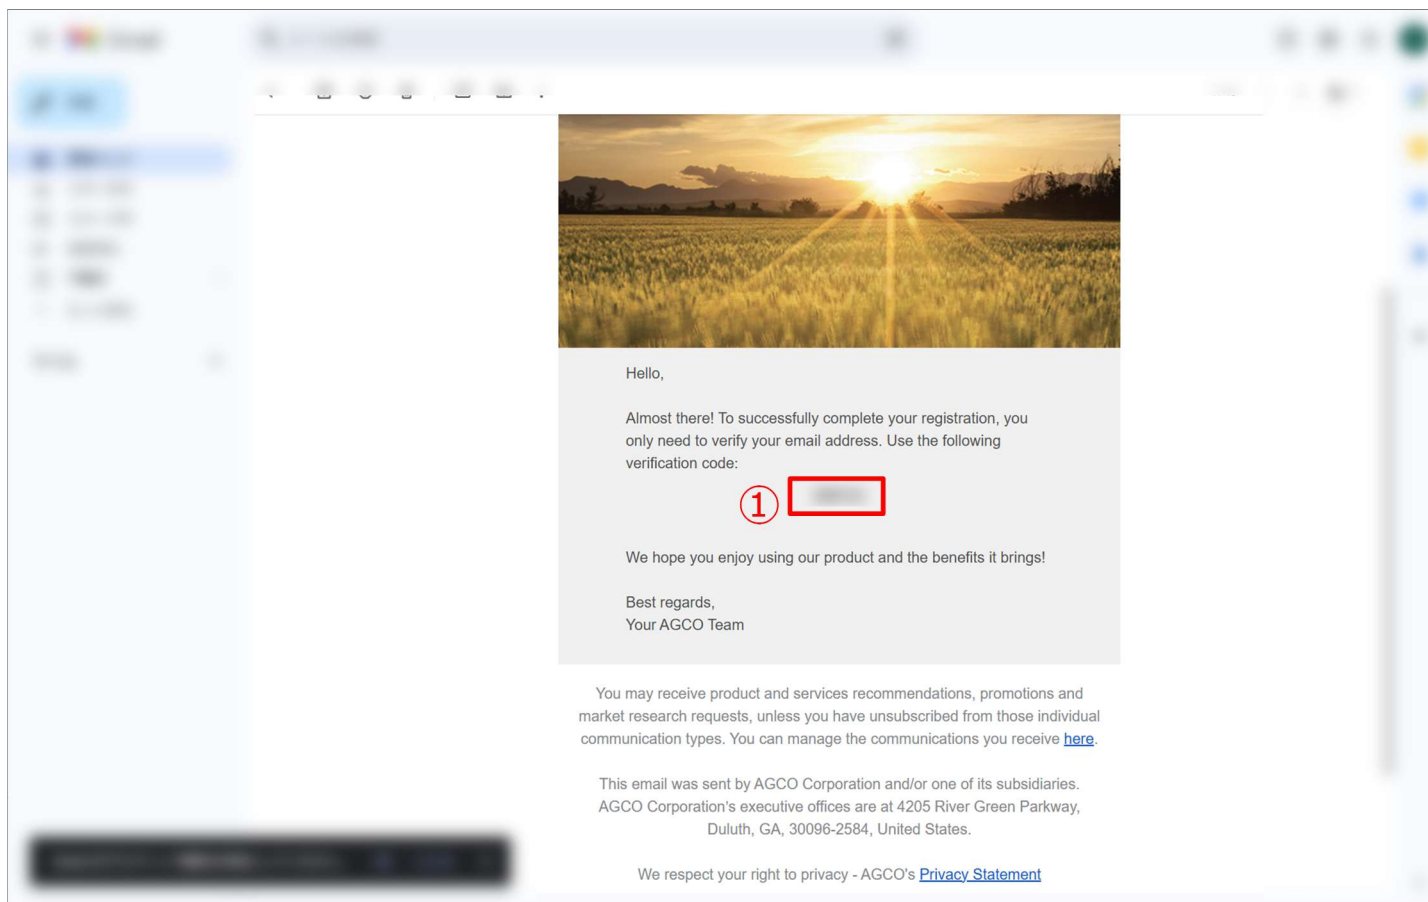 Hello,
Almost there! To successfully complete your registration, you
only need to verify your email address. Use the following
verification code:
①
We hope you enjoy using our product and the benefits it brings!
Best regards,
Your AGCO Team
You may receive product and services recommendations, promotions and
market research requests, unless you have unsubscribed from those individual
communication types. You can manage the communications you receive here.
This email was sent by AGCO Corporation and/or one of its subsidiaries.
AGCO Corporation's executive offices are at 4205 River Green Parkway,
Duluth, GA, 30096-2584, United States.
We respect your right to privacy - AGCO's Privacy Statement